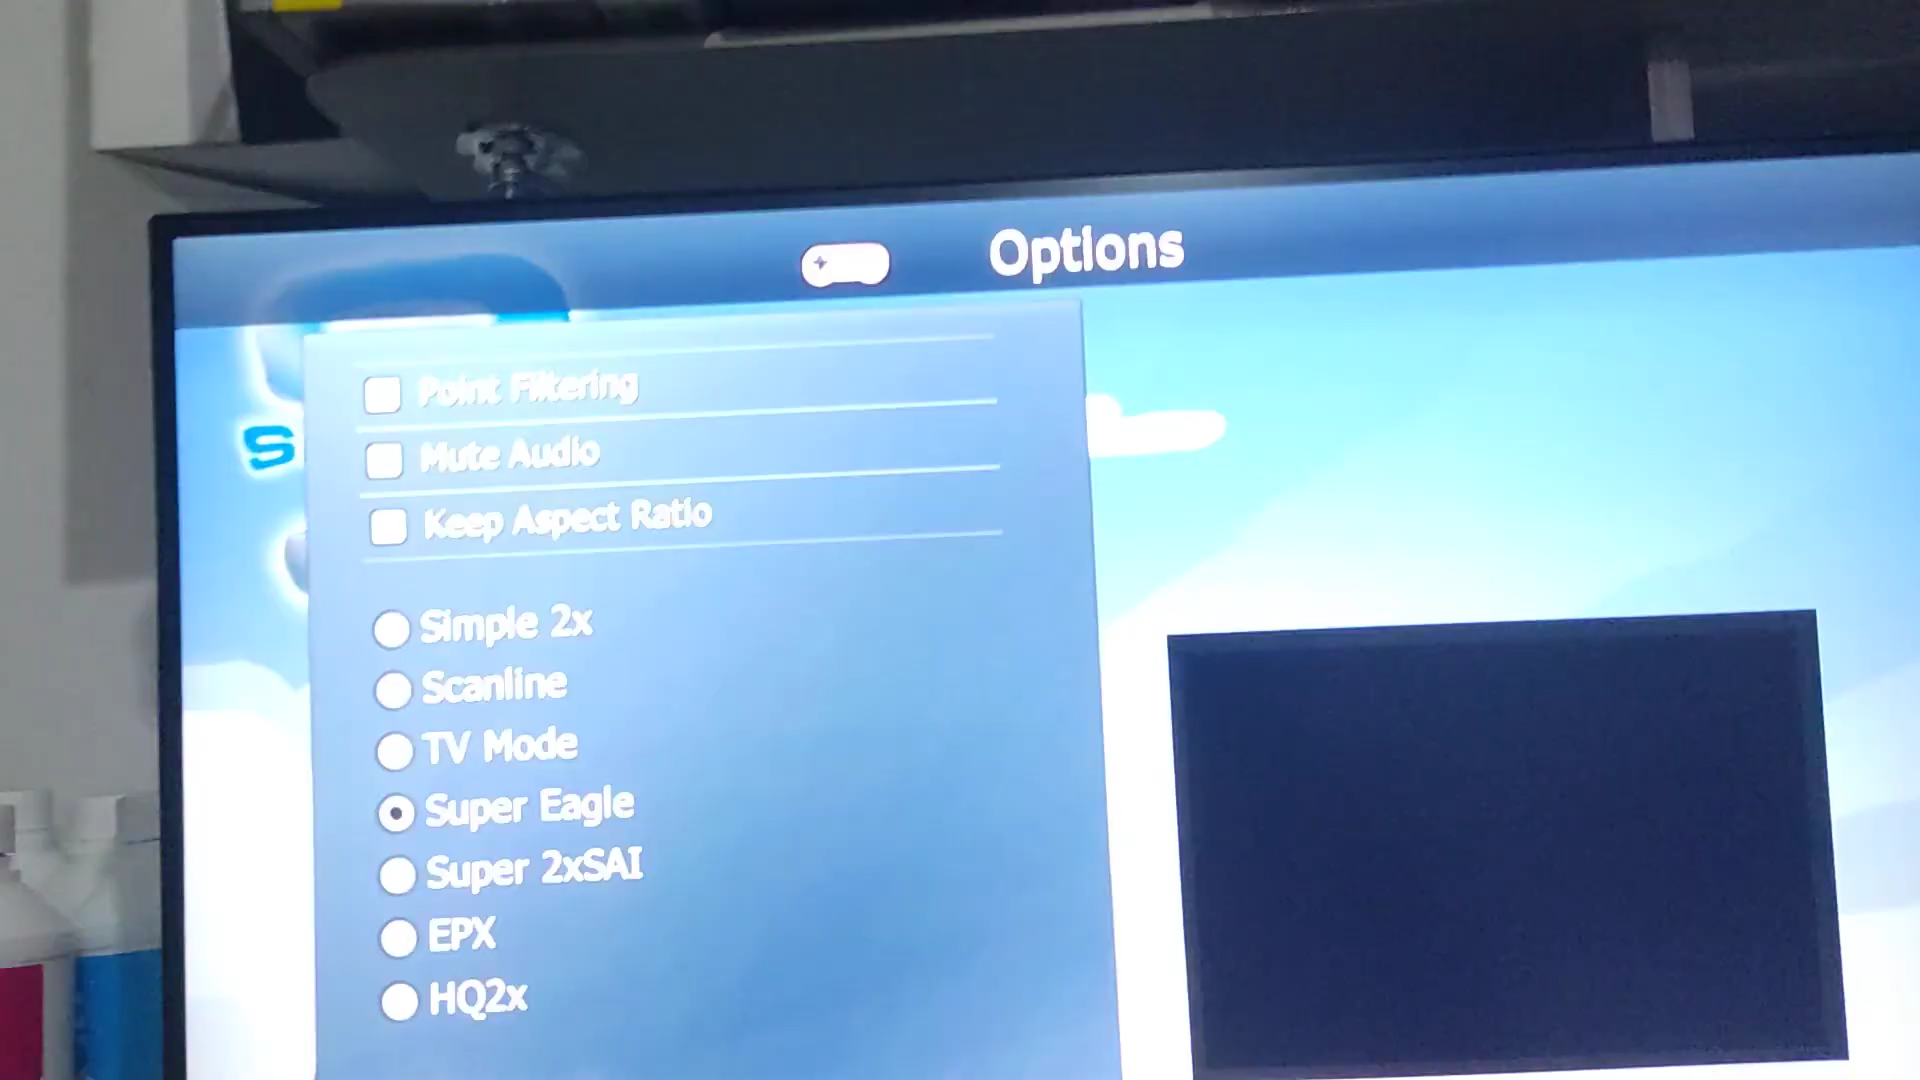 Options
Point Filtering
Mute Audio
Keep Aspect Ratio
S
Simple 2x
Scanline
TV Mode
Super Eagle
Super 2xSAI
EPX
HQ2x